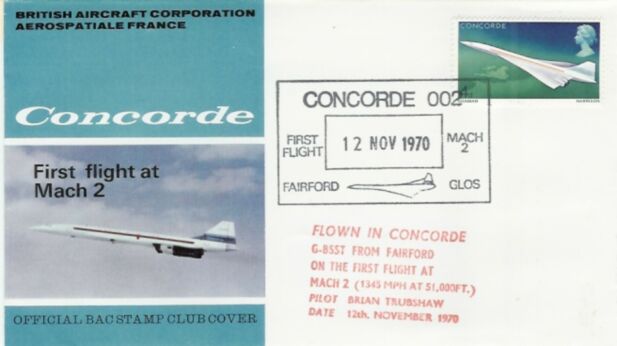 BRITISH AIRCRAFT CORPORATION
AEROSPATIALE FRANCE
Concorde
First flight at
Mach 2
OFFICIAL BAC STAMP CLUB COVER
CONCORDE
HARRISON
CONCORDE 002
FIRST
FLIGHT
12 NOV 1970
MACH
2
FAIRFORD
GLOS
FLOWN IN CONCORDE
G-BSST FROM FAIRFORD
ON THE FIRST FLIGHT AT
MACH 2 (1345 MPH AT 51,000FT.)
PILOT BRIAN TRUBSHAW
DATE 12th. NOVEMBER 1970